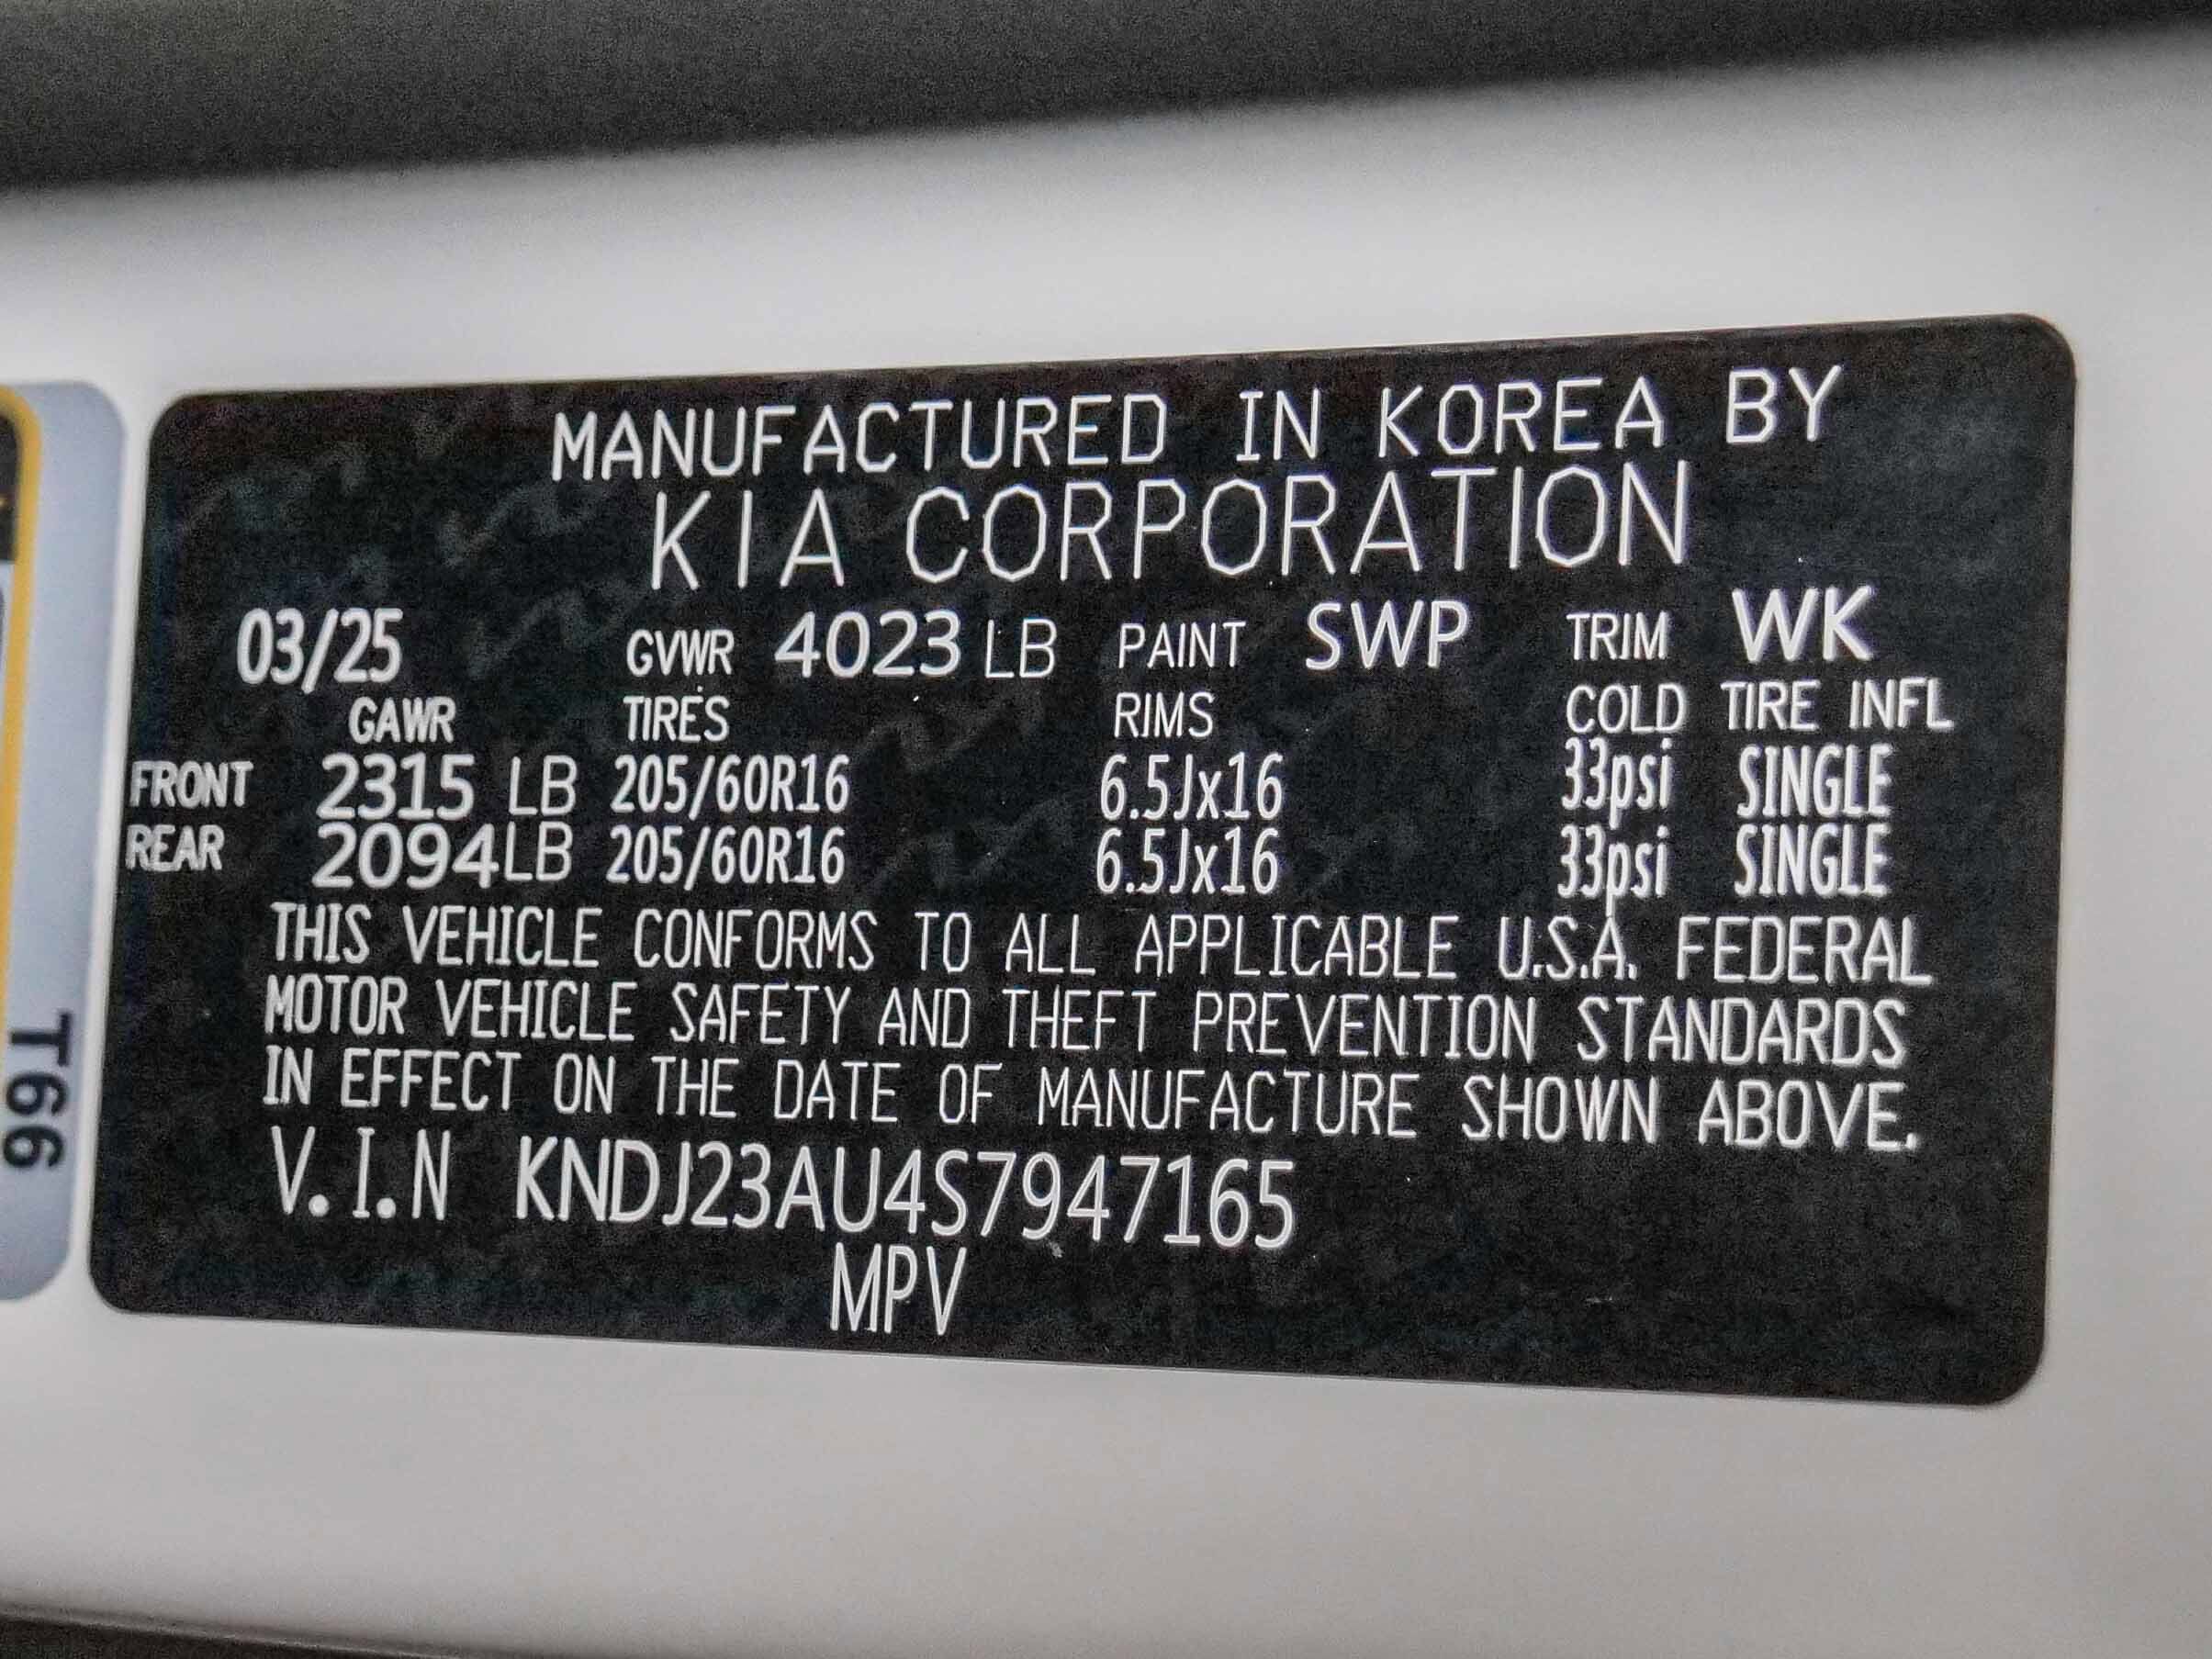 MANUFACTURED IN KOREA BY
KIA CORPORATION
03/25 GVWR 4023 LB PAINT SWP TRIM WK
GAWR TIRES RIMS COLD TIRE INFL
FRONT 2315 LB 205/60R16 6.5Jx16 33psi SINGLE
REAR 2094LB 205/60R16 6.5Jx16 33psi SINGLE
THIS VEHICLE CONFORMS TO ALL APPLICABLE U.S.A. FEDERAL
MOTOR VEHICLE SAFETY AND THEFT PREVENTION STANDARDS
IN EFFECT ON THE DATE OF MANUFACTURE SHOWN ABOVE.
V.I.N KNDJ23AU4S7947165
MPV
T66